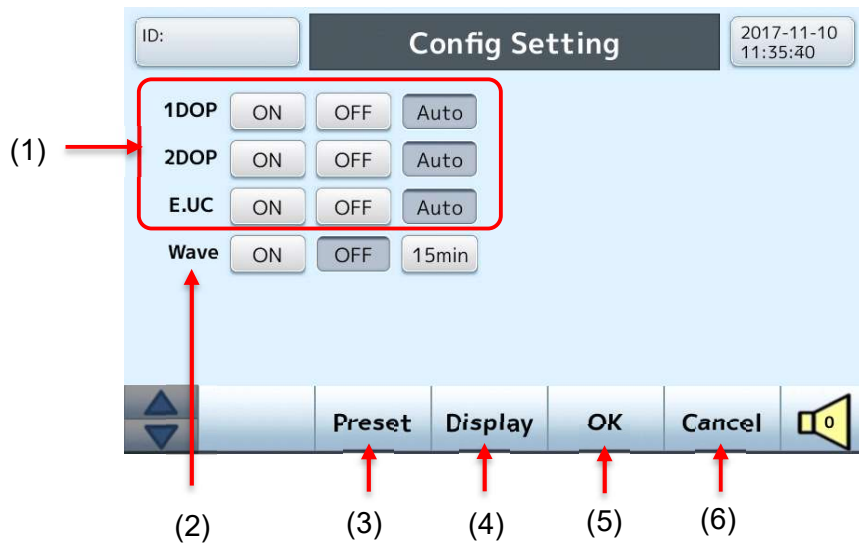 ID:
Config Setting
2017-11-10
11:35:40
1DOP ON OFF Auto
(1)
2DOP ON OFF Auto
E.UC ON OFF Auto
Wave ON OFF 15min
Preset Display OK Cancel 0
(2) (3) (4) (5) (6)